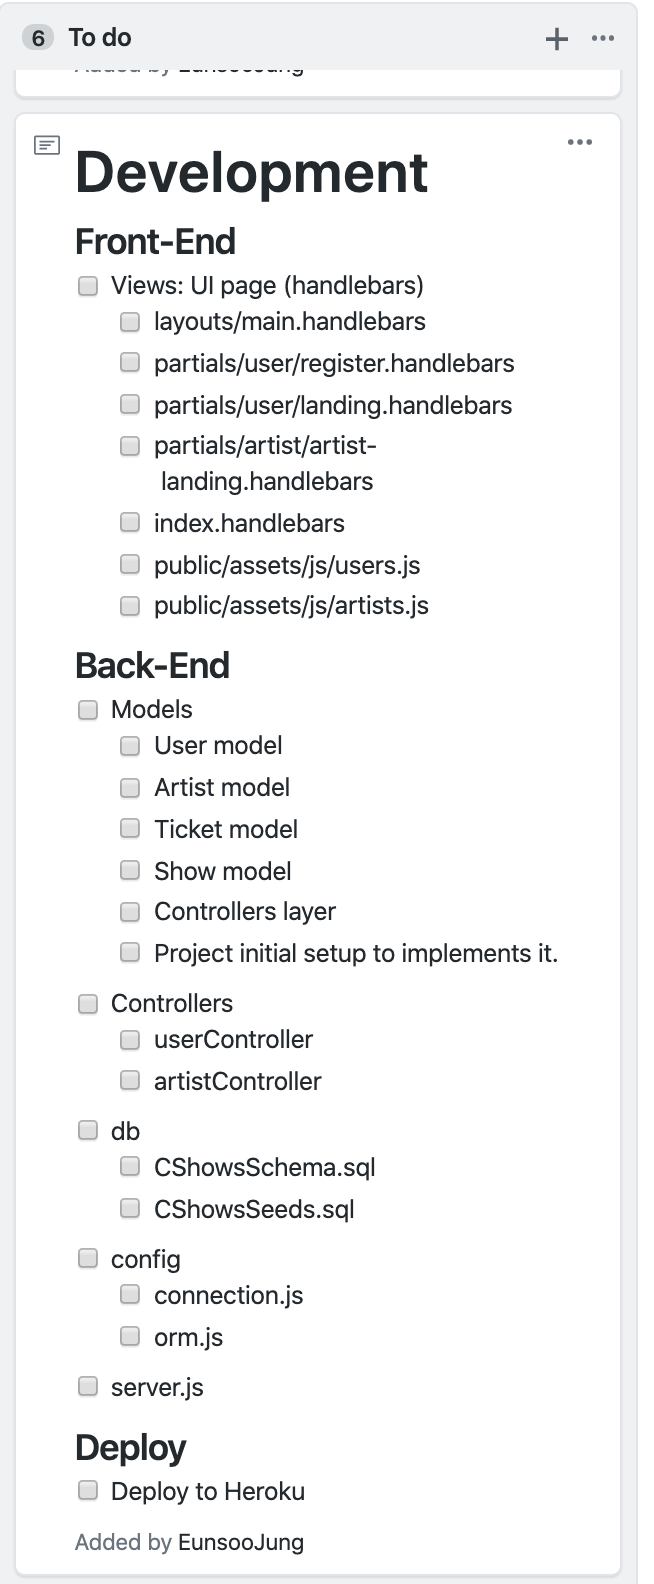 6 To do
Added by EunsooJung
Development
Front-End
Views: UI page (handlebars)
layouts/main.handlebars
partials/user/register.handlebars
partials/user/landing.handlebars
partials/artist/artist-
landing.handlebars
index.handlebars
public/assets/js/users.js
public/assets/js/artists.js
Back-End
Models
User model
Artist model
Ticket model
Show model
Controllers layer
Project initial setup to implements it.
Controllers
userController
artistController
db
CShowsSchema.sql
CShowsSeeds.sql
config
connection.js
orm.js
server.js
Deploy
Deploy to Heroku
Added by EunsooJung